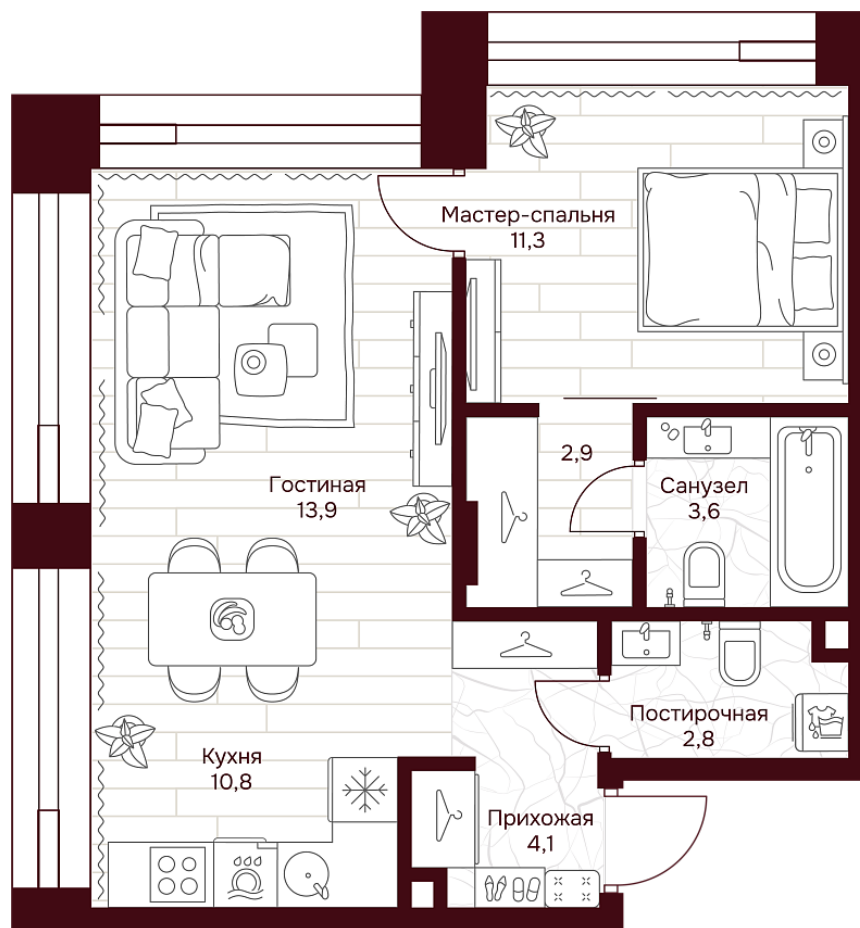 Мастер-спальня
11,3
2,9
Гостиная
13,9
Санузел
3,6
Постирочная
2,8
Кухня
10,8
Прихожая
4,1